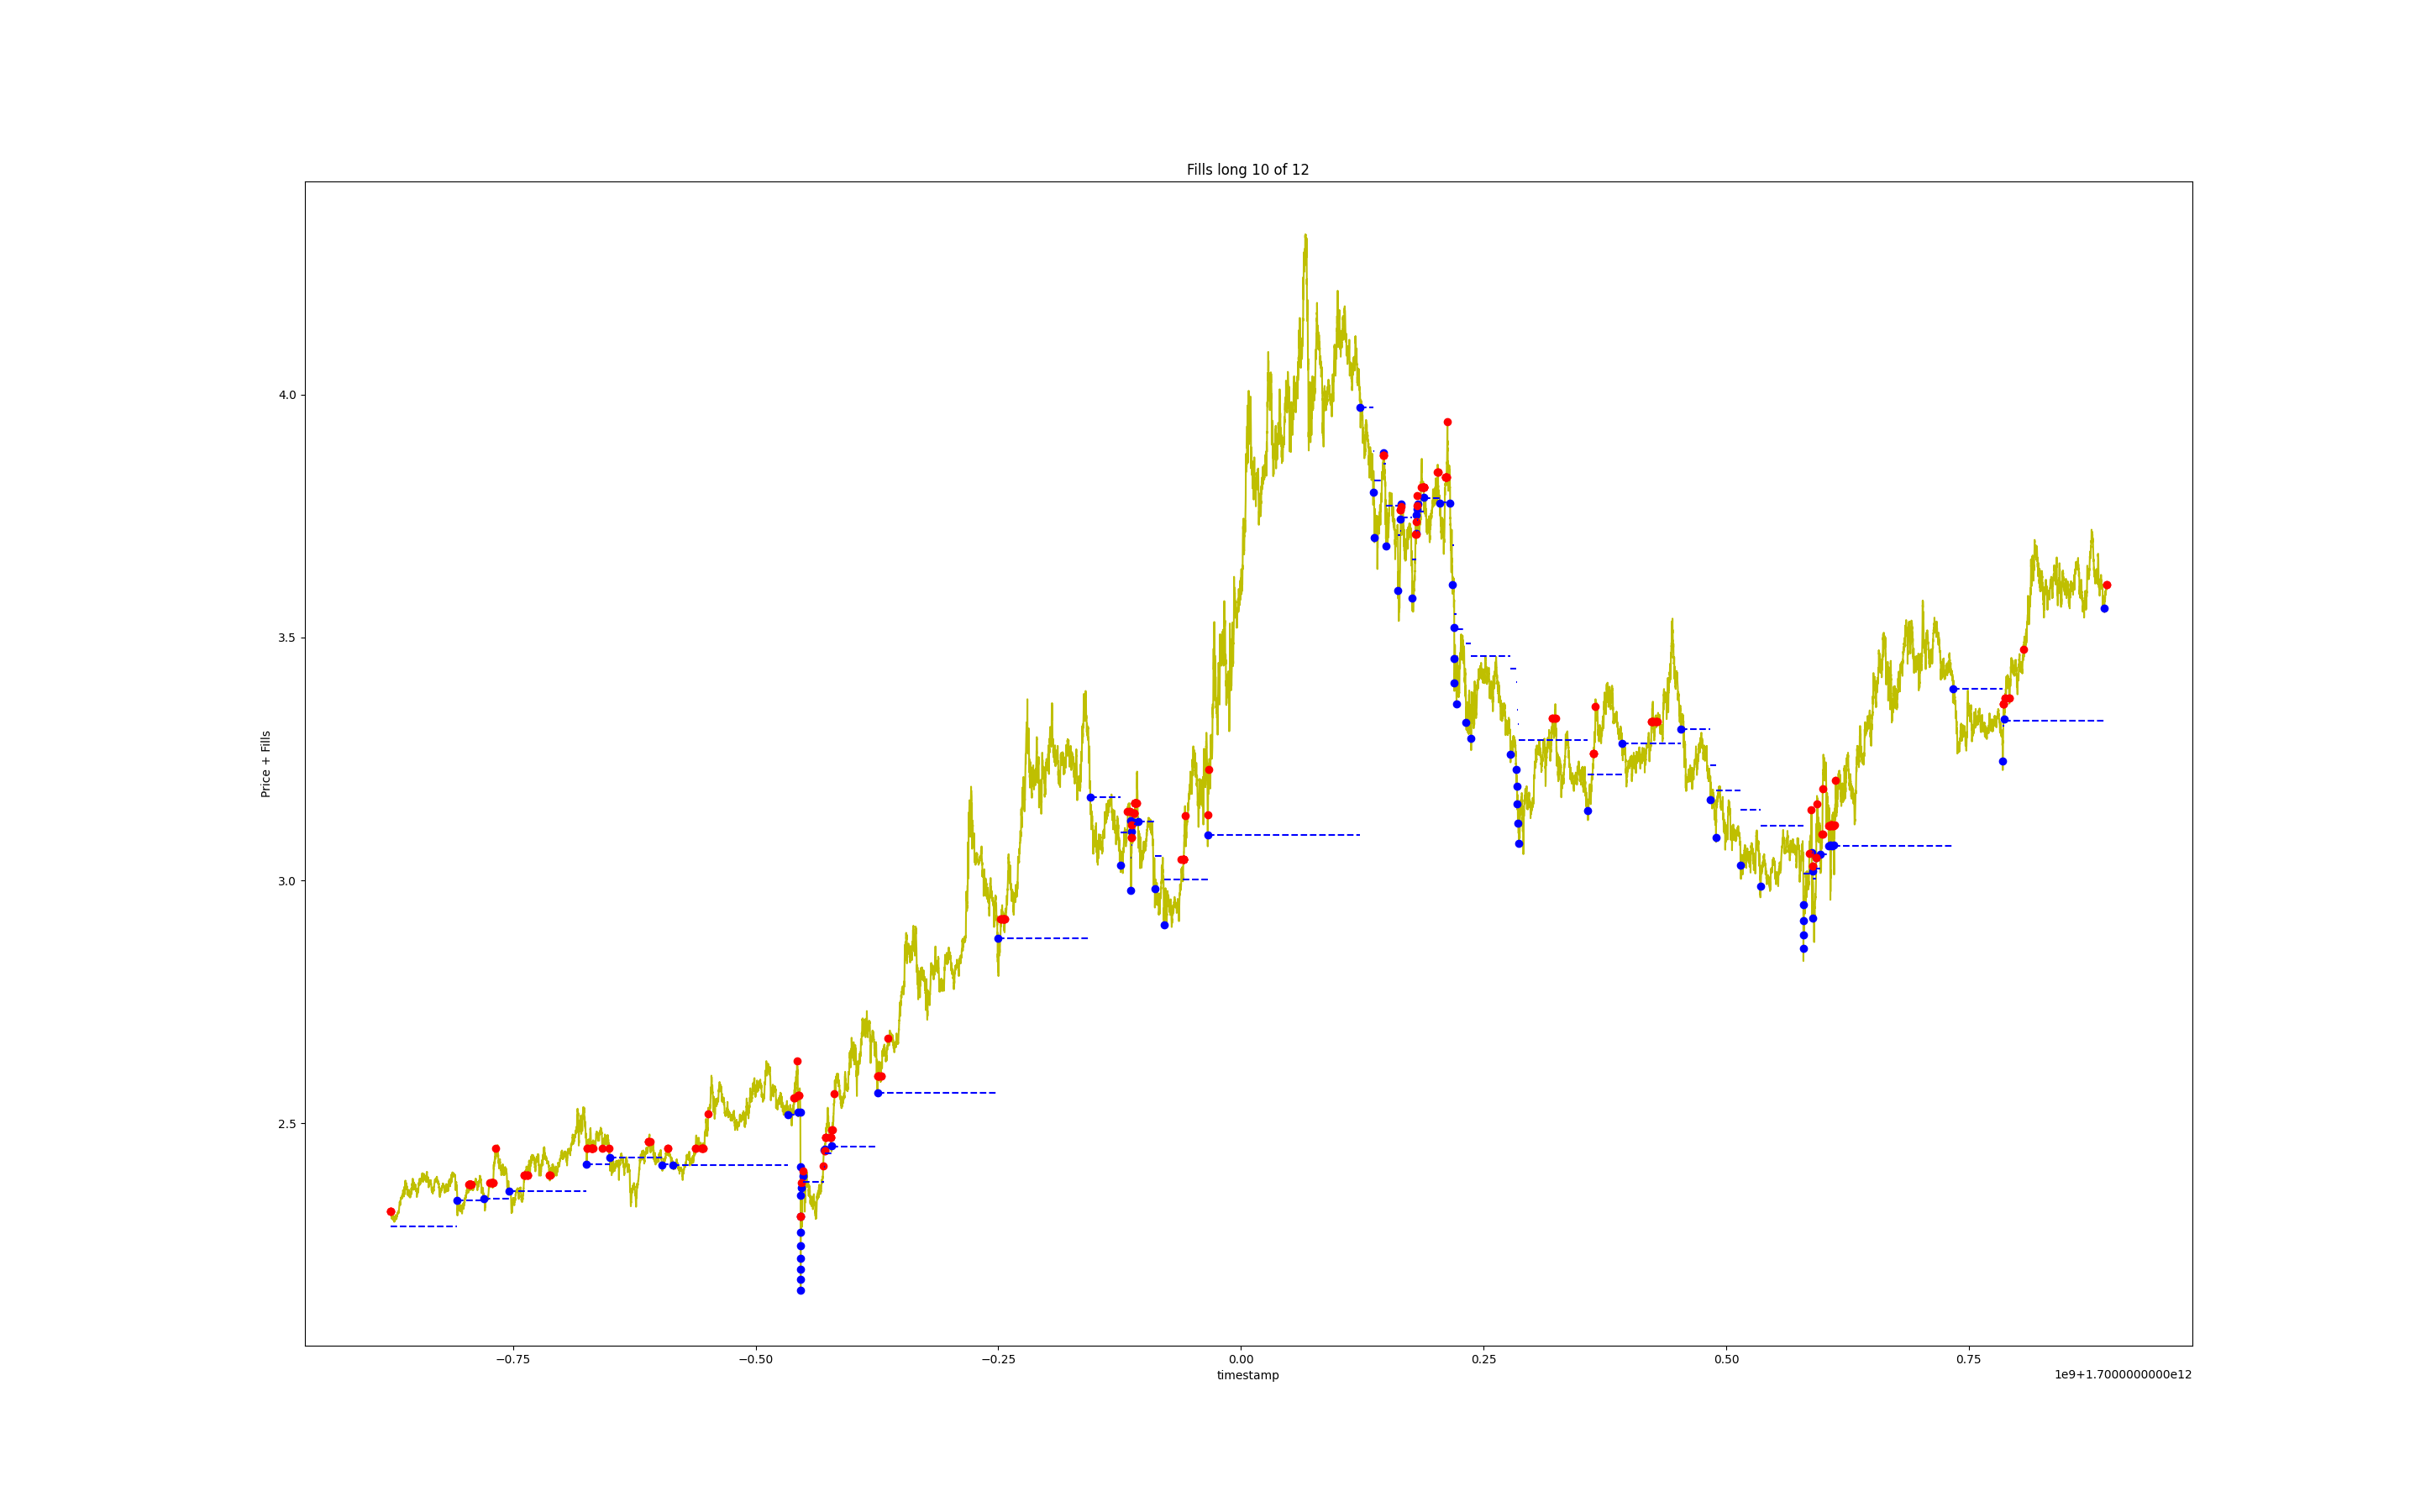 Fills long 10 of 12
Price + Fills
4.0
3.5
3.0
2.5
−0.75 −0.50 −0.25 0.00 0.25 0.50 0.75
timestamp
1e9+1.7000000000e12